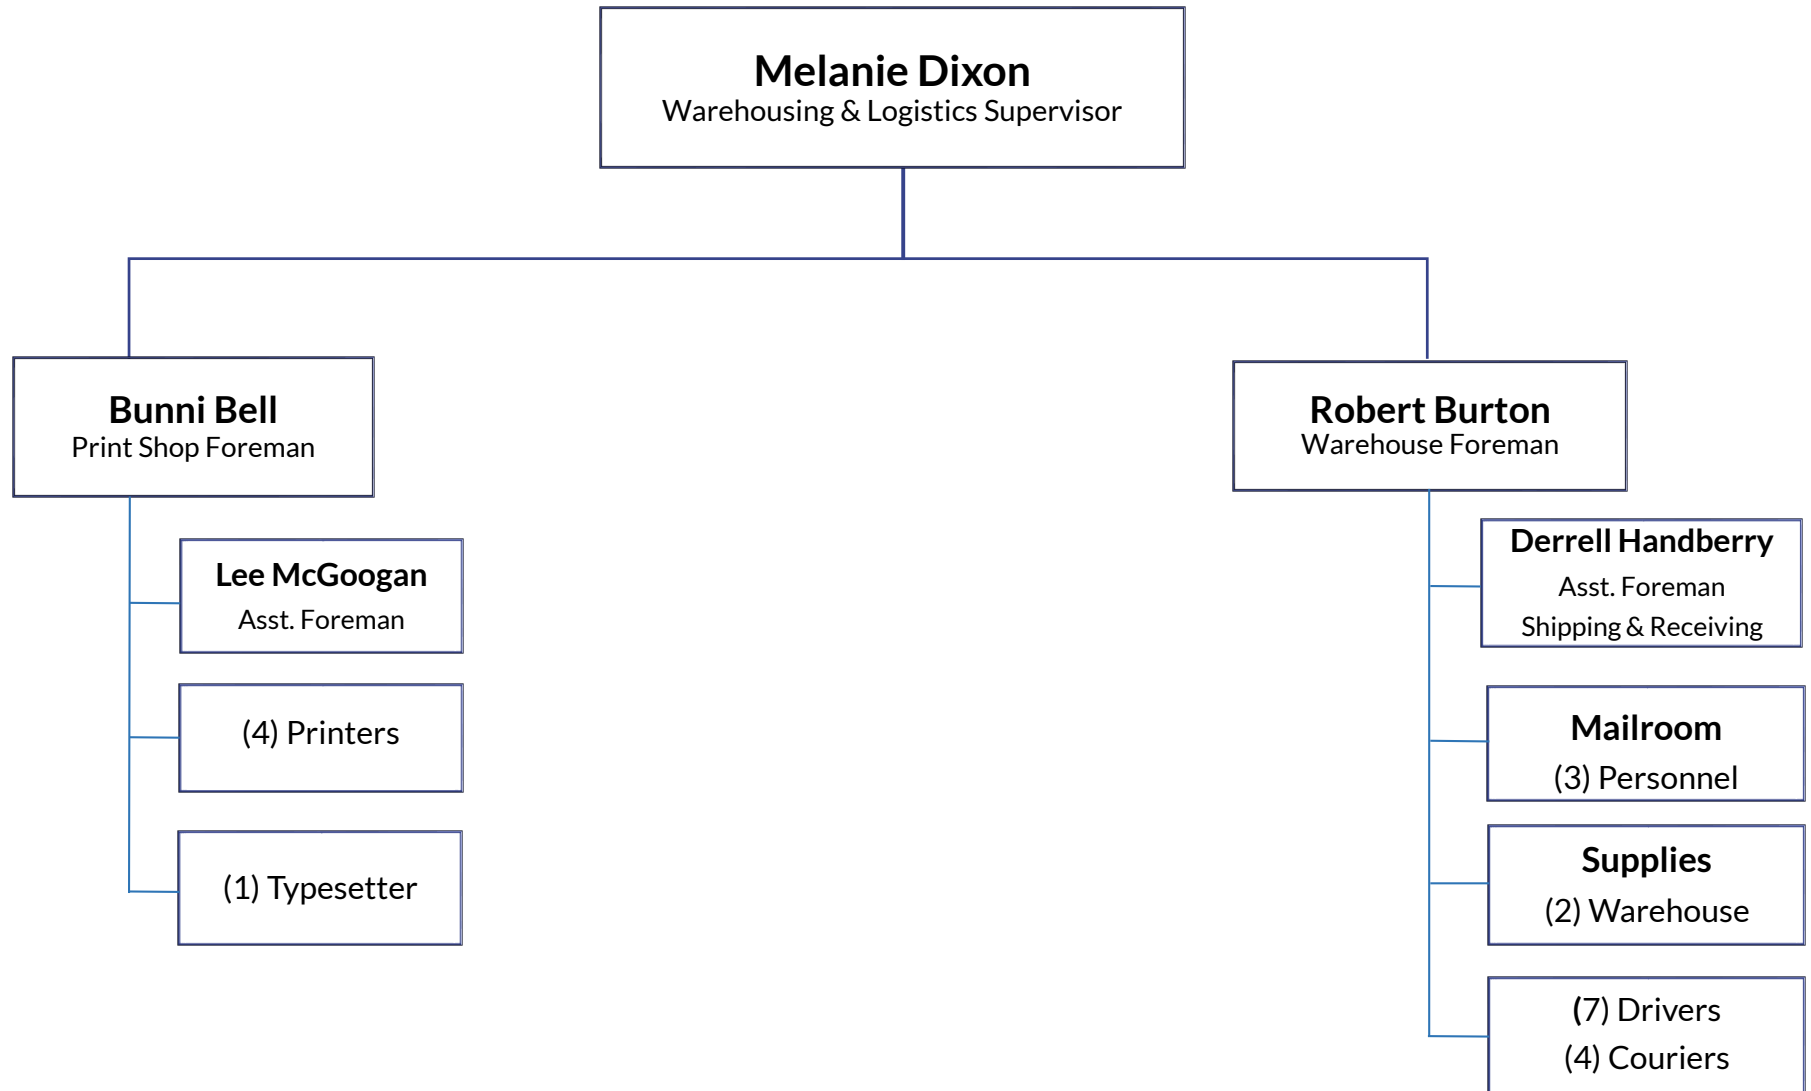 Melanie Dixon
Warehousing & Logistics Supervisor
Bunni Bell
Print Shop Foreman
Lee McGoogan
Asst. Foreman
(4) Printers
(1) Typesetter
Robert Burton
Warehouse Foreman
Derrell Handberry
Asst. Foreman
Shipping & Receiving
Mailroom
(3) Personnel
Supplies
(2) Warehouse
(7) Drivers
(4) Couriers